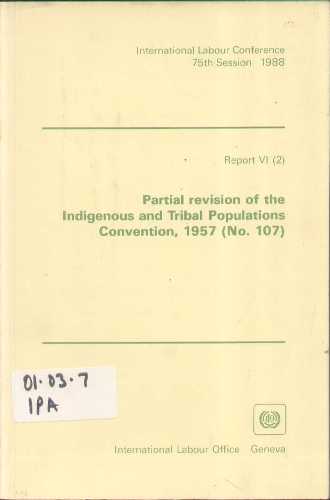 International Labour Conference
75th Session 1988
Report VI (2)
Partial revision of the
Indigenous and Tribal Populations
Convention, 1957 (No. 107)
01.03.7
IPA
International Labour Office Geneva